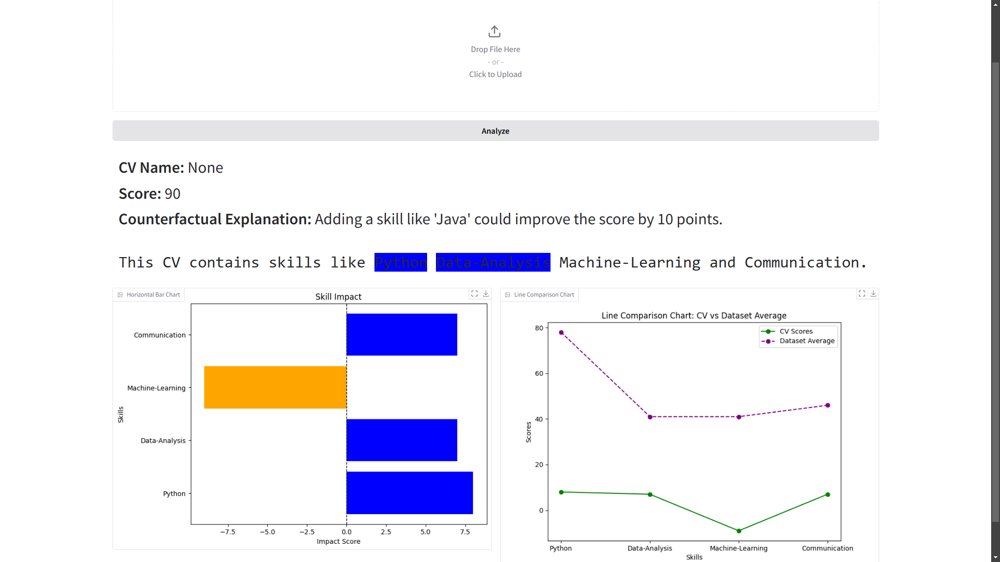 Drop File Here
- or -
Click to Upload
Analyze
CV Name: None
Score: 90
Counterfactual Explanation: Adding a skill like 'Java' could improve the score by 10 points.
This CV contains skills like Python Data-Analysis Machine-Learning and Communication.
Horizontal Bar Chart
Skill Impact
Communication
Machine-Learning
Data-Analysis
Python
Skills
−7.5 −5.0 −2.5 0.0 2.5 5.0 7.5
Impact Score
Line Comparison Chart
Line Comparison Chart: CV vs Dataset Average
CV Scores
Dataset Average
80
60
40
20
0
Scores
Python Data-Analysis Machine-Learning Communication
Skills